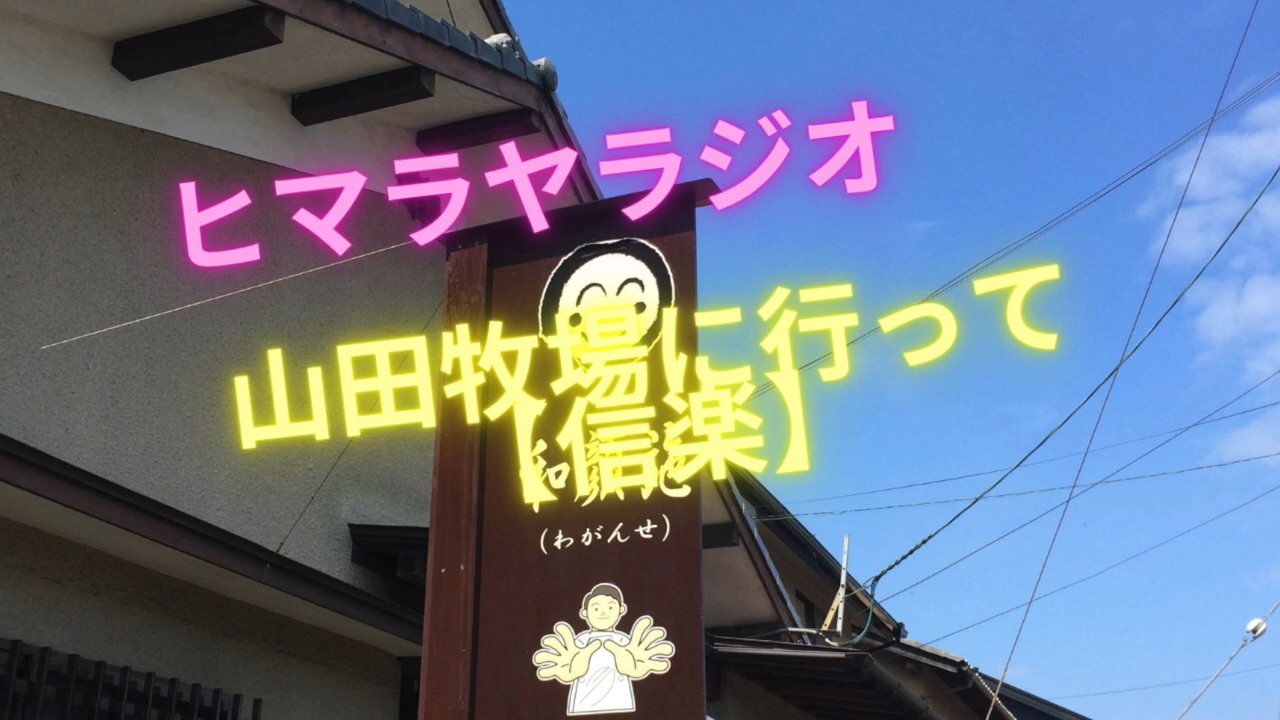 ヒマラヤラジオ
山田牧場に行って
【信楽】
(わがんせ)